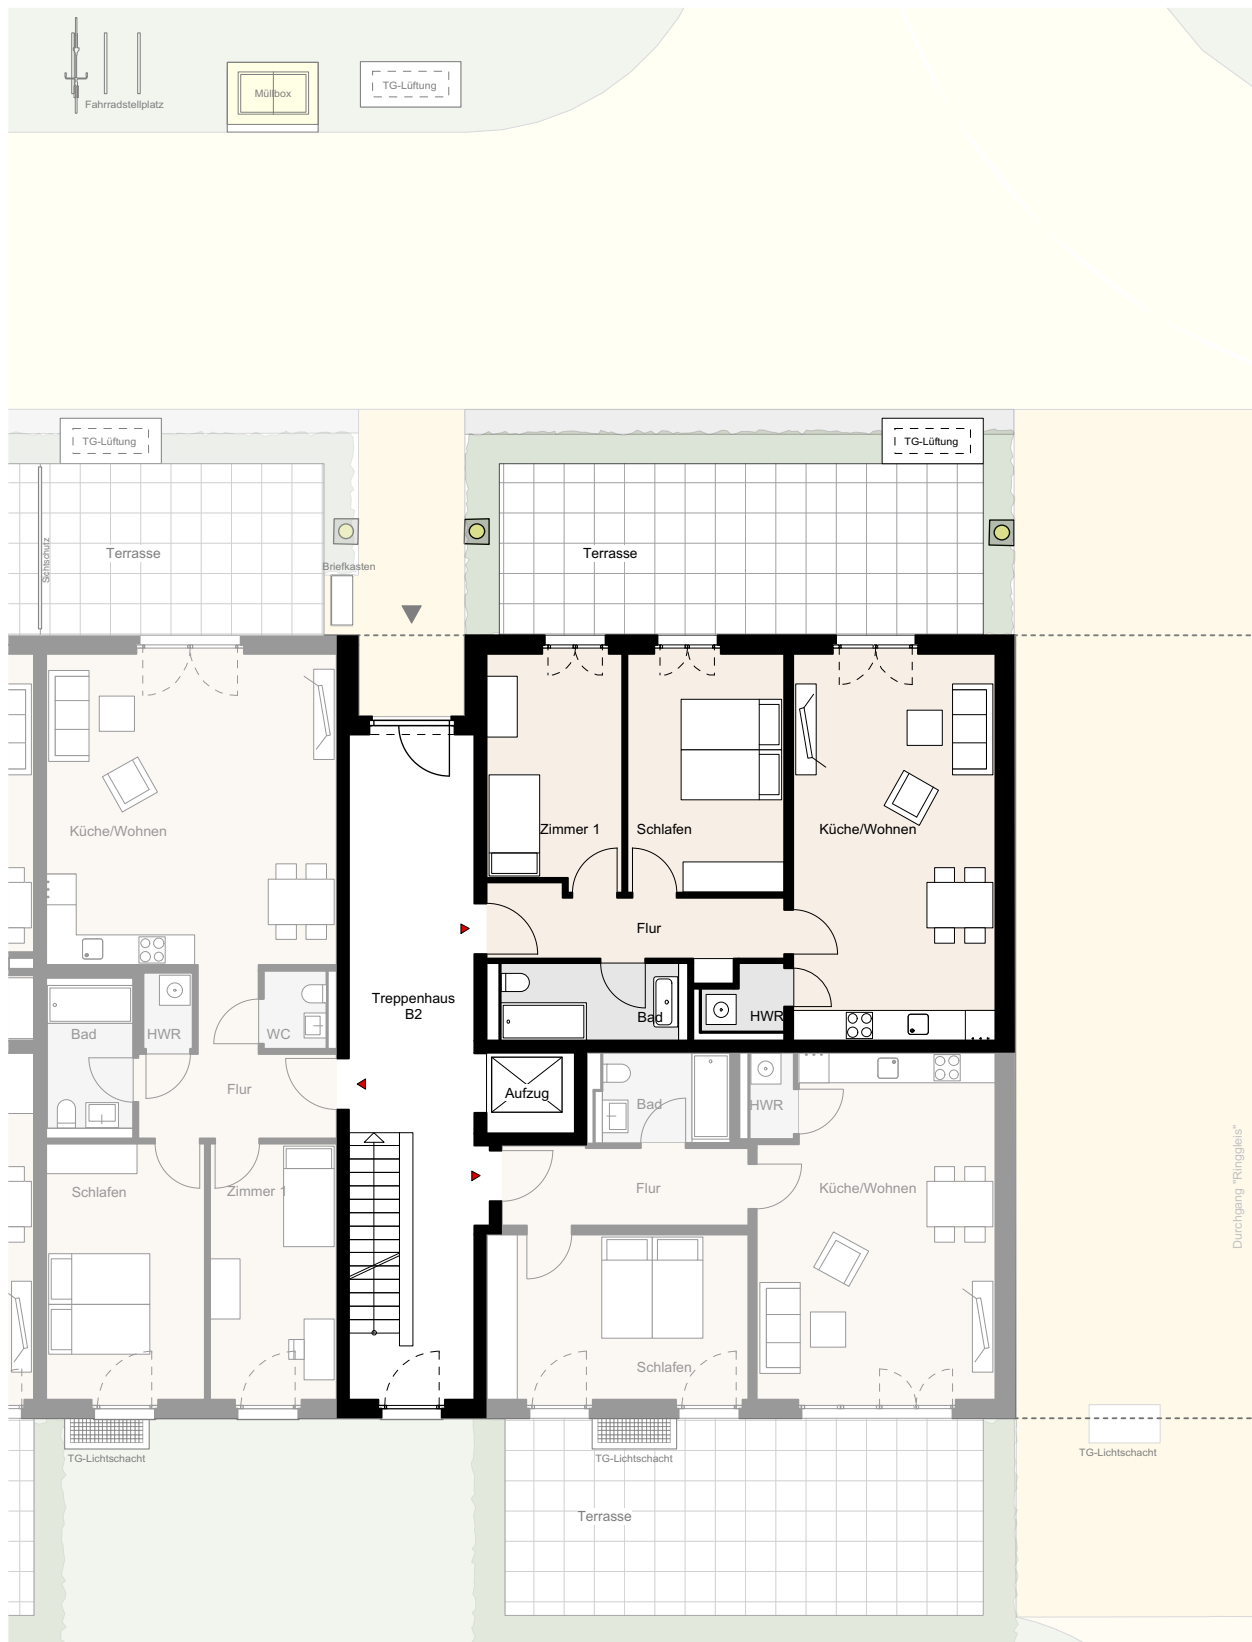 Fahrradstellplatz
Müllbox
TG-Lüftung
TG-Lüftung
TG-Lüftung
Sichtschutz
Terrasse
Briefkasten
Terrasse
Küche/Wohnen
Zimmer 1
Schlafen
Küche/Wohnen
Flur
Treppenhaus
B2
Bad
HWR
WC
Bad
HWR
Flur
Aufzug
Bad
HWR
Schlafen
Zimmer 1
Flur
Küche/Wohnen
Durchgang "Ringgleis"
Schlafen
TG-Lichtschacht
TG-Lichtschacht
TG-Lichtschacht
Terrasse